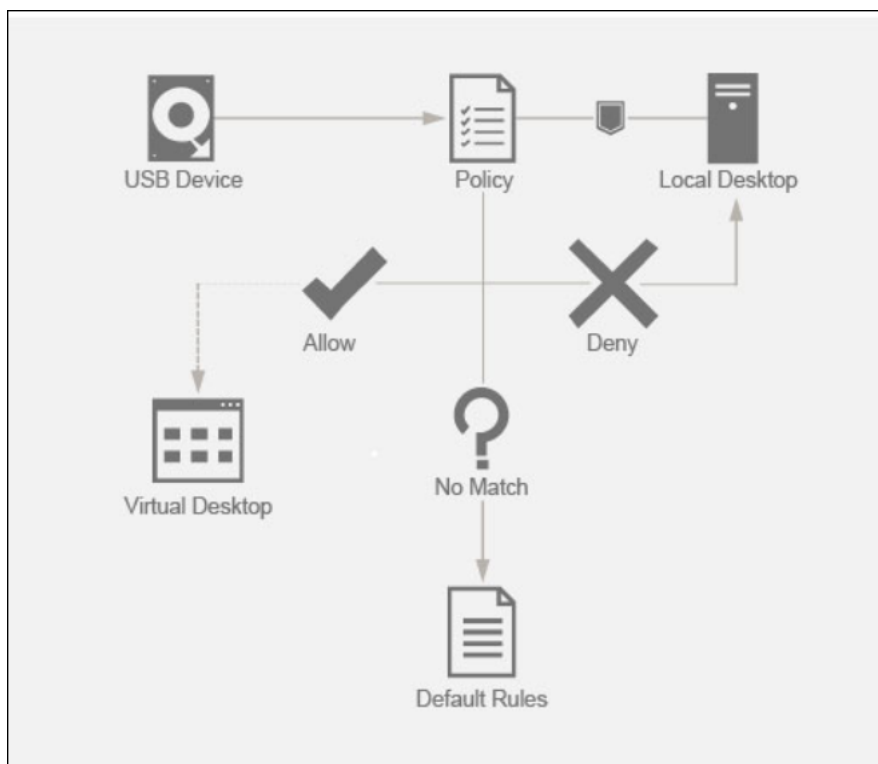 USB Device
Policy
Local Desktop
Allow
Deny
No Match
Virtual Desktop
Default Rules